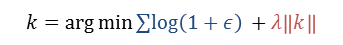 k = arg min ∑log(1 + ϵ) + λ‖k‖